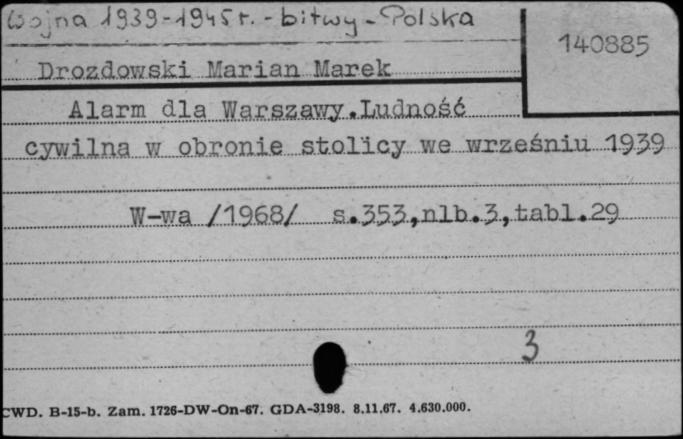 Wojna 1939-1945 r. - bitwy - Polska
140885
Drozdowski Marian Marek
Alarm dla Warszawy.Ludność
cywilna w obronie stolicy we wrześniu 1939
W-wa /1968/ s.353,nlb.3,tabl.29
3
CWD. B-15-b. Zam. 1726-DW-On-67. GDA-3198. 8.11.67. 4.630.000.